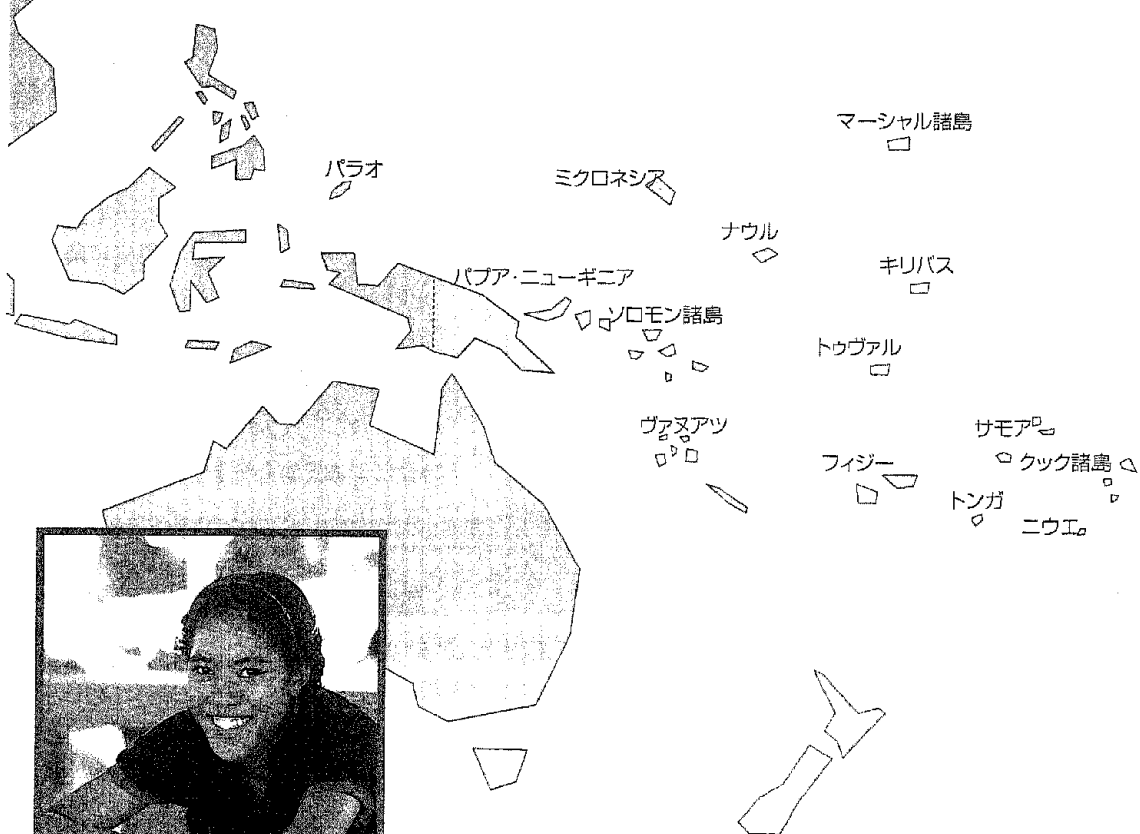 マーシャル諸島
パラオ
ミクロネシア
ナウル
キリバス
パプア・ニューギニア
ソロモン諸島
トゥヴァル
ヴァヌアツ
サモア
フィジー
クック諸島
トンガ
ニウエ